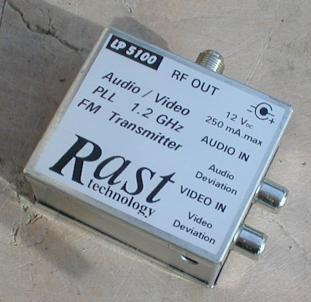 LP 5100
RF OUT
Audio / Video
PLL 1.2 GHz
FM Transmitter
12 VDC
250 mA.max
AUDIO IN
Audio
Deviation
VIDEO IN
Video
Deviation
Rast
technology